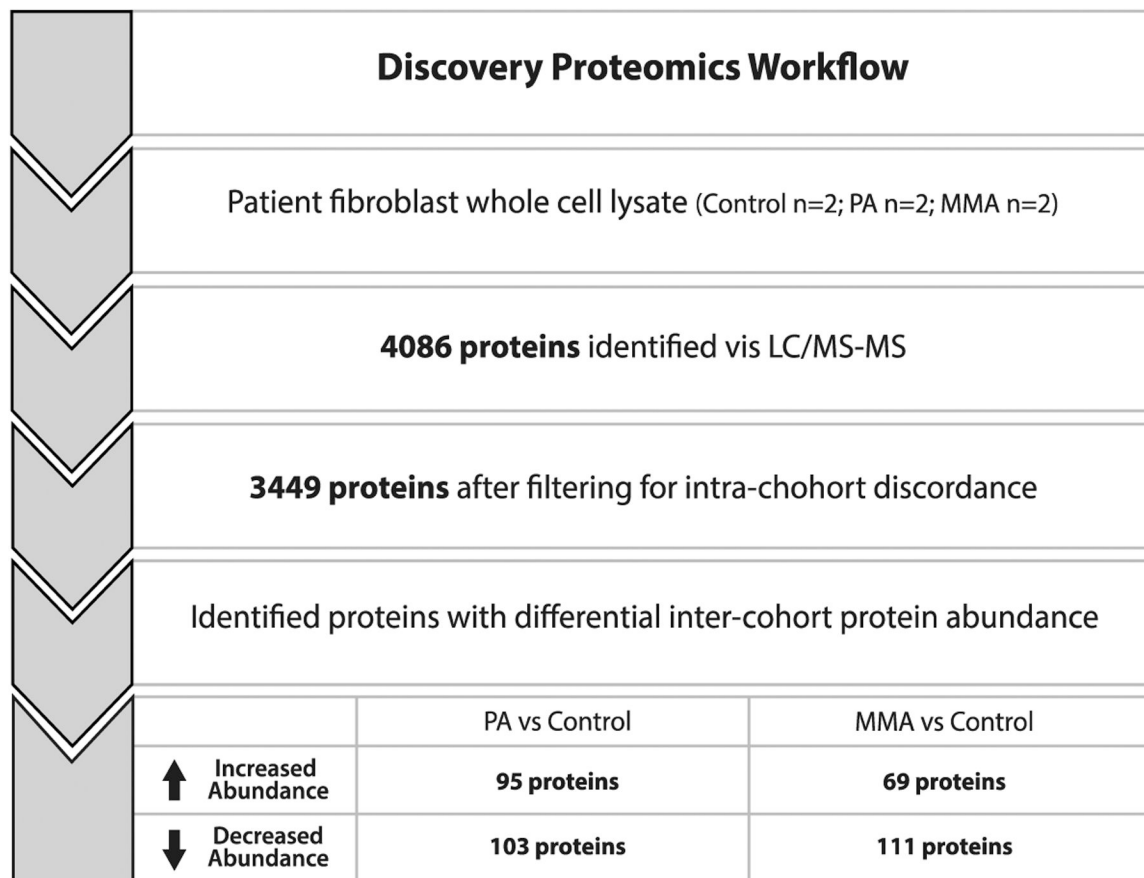 Discovery Proteomics Workflow
Patient fibroblast whole cell lysate (Control n=2; PA n=2; MMA n=2)
4086 proteins identified vis LC/MS-MS
3449 proteins after filtering for intra-chohort discordance
Identified proteins with differential inter-cohort protein abundance
PA vs Control MMA vs Control
Increased
Abundance
95 proteins 69 proteins
Decreased
Abundance
103 proteins 111 proteins